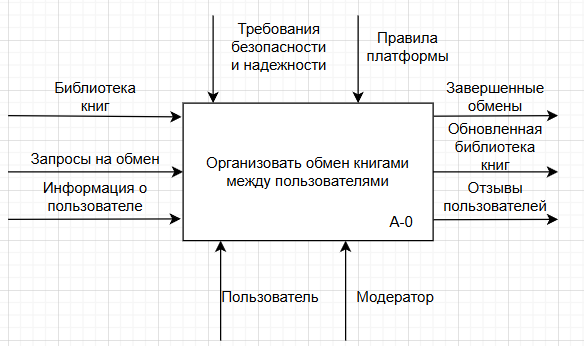 Требования
безопасности
и надежности
Правила
платформы
Библиотека
книг
Запросы на обмен
Информация о
пользователе
Организовать обмен книгами
между пользователями
А-0
Завершенные
обмены
Обновленная
библиотека
книг
Отзывы
пользователей
Пользователь
Модератор